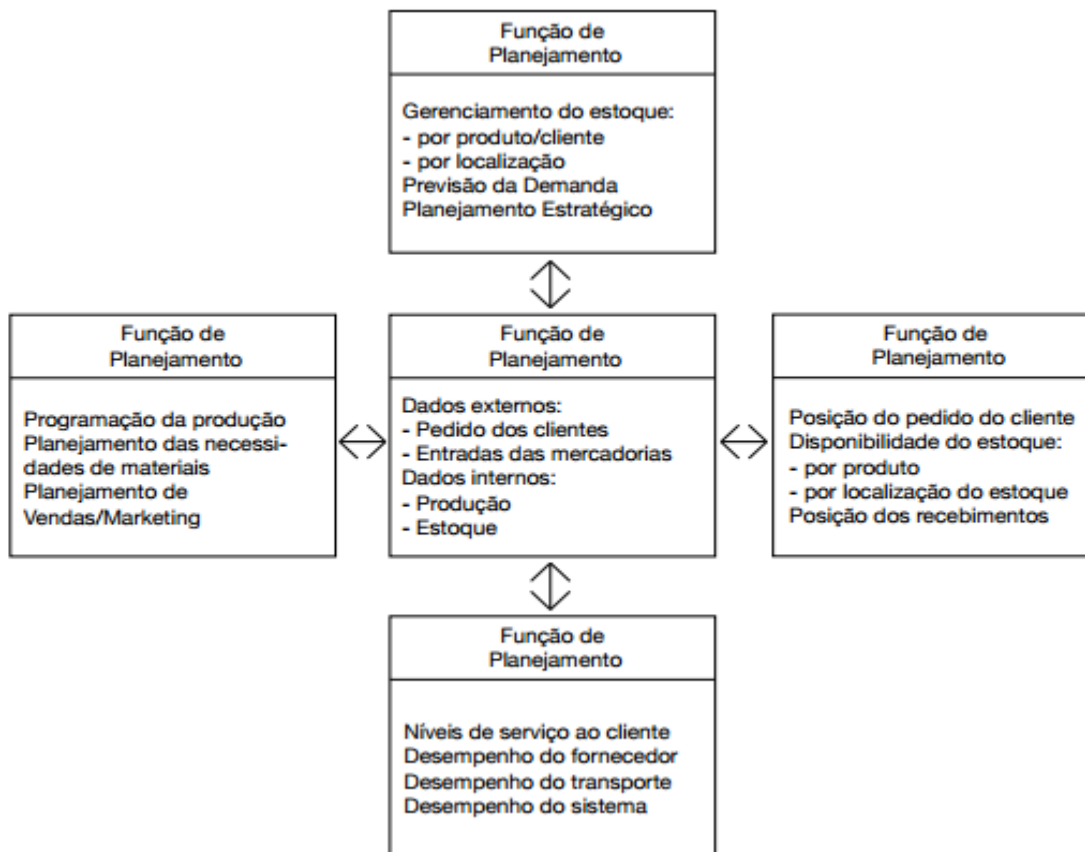 Função de
Planejamento
Gerenciamento do estoque:
- por produto/cliente
- por localização
Previsão da Demanda
Planejamento Estratégico
Função de
Planejamento
Programação da produção
Planejamento das necessi-
dades de materiais
Planejamento de
Vendas/Marketing
Função de
Planejamento
Dados externos:
- Pedido dos clientes
- Entradas das mercadorias
Dados internos:
- Produção
- Estoque
Função de
Planejamento
Posição do pedido do cliente
Disponibilidade do estoque:
- por produto
- por localização do estoque
Posição dos recebimentos
Função de
Planejamento
Níveis de serviço ao cliente
Desempenho do fornecedor
Desempenho do transporte
Desempenho do sistema